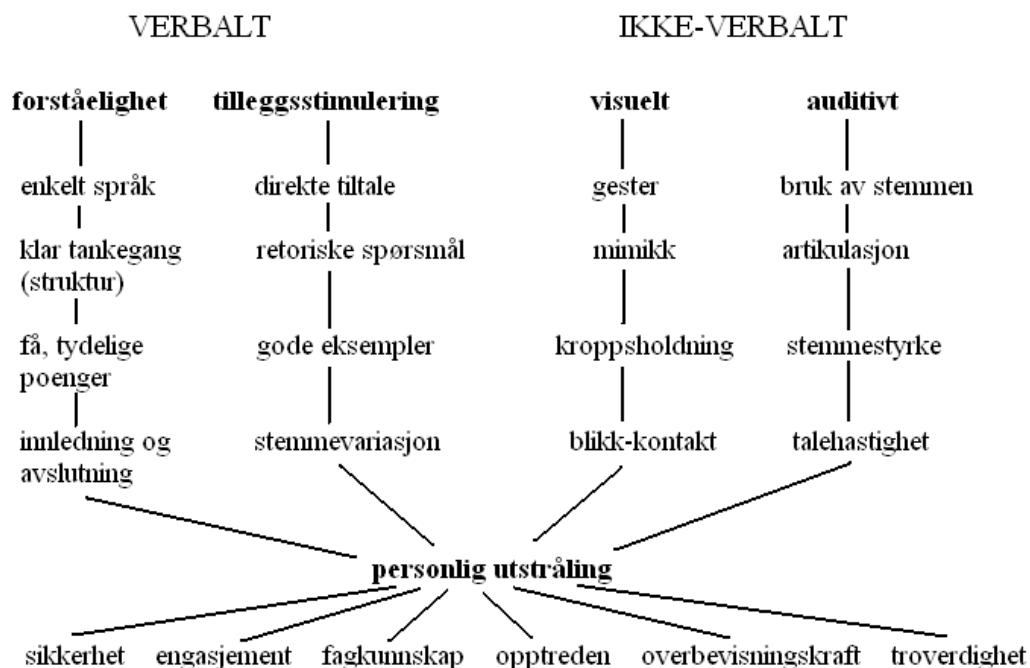 VERBALT IKKE-VERBALT
forståelighet tilleggsstimulering visuelt auditivt
enkelt språk direkte tiltale gester bruk av stemmen
klar tankegang retoriske spørsmål mimikk artikulasjon
(struktur)
få, tydelige gode eksempler kroppsholdning stemmestyrke
poenger
innledning og stemmevariasjon blikk-kontakt talehastighet
avslutning
personlig utstråling
sikkerhet engasjement fagkunnskap opptreden overbevisningskraft troverdighet